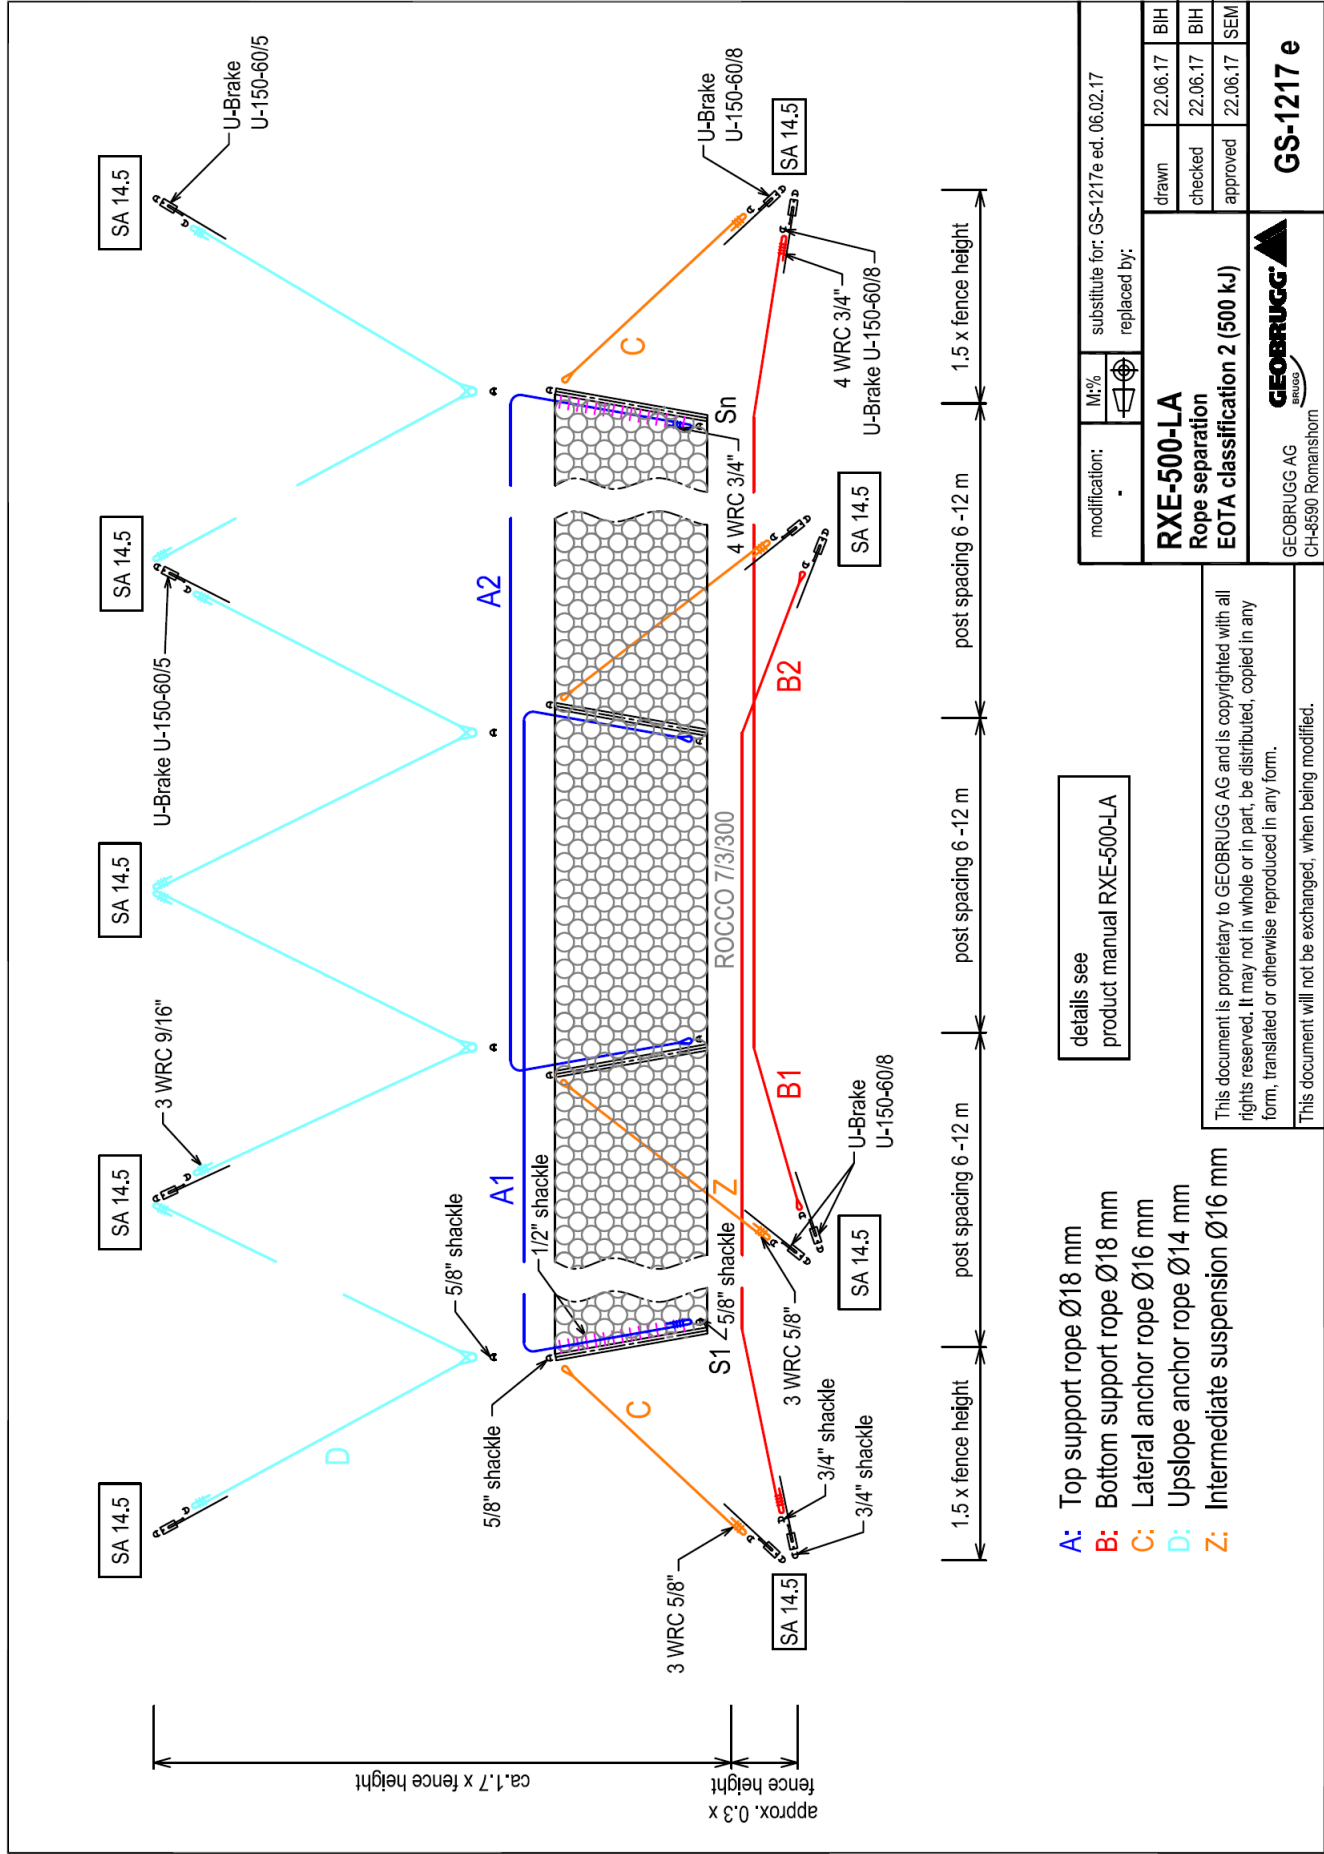 SA 14.5
SA 14.5
SA 14.5
SA 14.5
SA 14.5
D
3 WRC 9/16"
U-Brake U-150-60/5
U-Brake
U-150-60/5
5/8" shackle
5/8" shackle
1/2" shackle
A1
A2
C
C
3 WRC 5/8"
S1
5/8" shackle
Z
ROCCO 7/3/300
4 WRC 3/4"
Sn
U-Brake
U-150-60/8
SA 14.5
3/4" shackle
3/4" shackle
3 WRC 5/8"
SA 14.5
U-Brake
U-150-60/8
B1
B2
SA 14.5
4 WRC 3/4"
U-Brake U-150-60/8
SA 14.5
ca.1.7 x fence height
approx. 0.3 x
fence height
1.5 x fence height
post spacing 6 -12 m
post spacing 6 -12 m
post spacing 6 -12 m
1.5 x fence height
A: Top support rope Ø18 mm
B: Bottom support rope Ø18 mm
C: Lateral anchor rope Ø16 mm
D: Upslope anchor rope Ø14 mm
Z: Intermediate suspension Ø16 mm
details see
product manual RXE-500-LA
This document is proprietary to GEOBRUGG AG and is copyrighted with all
rights reserved. It may not in whole or in part, be distributed, copied in any
form, translated or otherwise reproduced in any form.
This document will not be exchanged, when being modified.
modification:
-
M:%
substitute for: GS-1217e ed. 06.02.17
replaced by:
RXE-500-LA
Rope separation
EOTA classification 2 (500 kJ)
drawn 22.06.17 BIH
checked 22.06.17 BIH
approved 22.06.17 SEM
GEOBRUGG AG
CH-8590 Romanshorn
BRUGG
GEOBRUGG
GS-1217 e